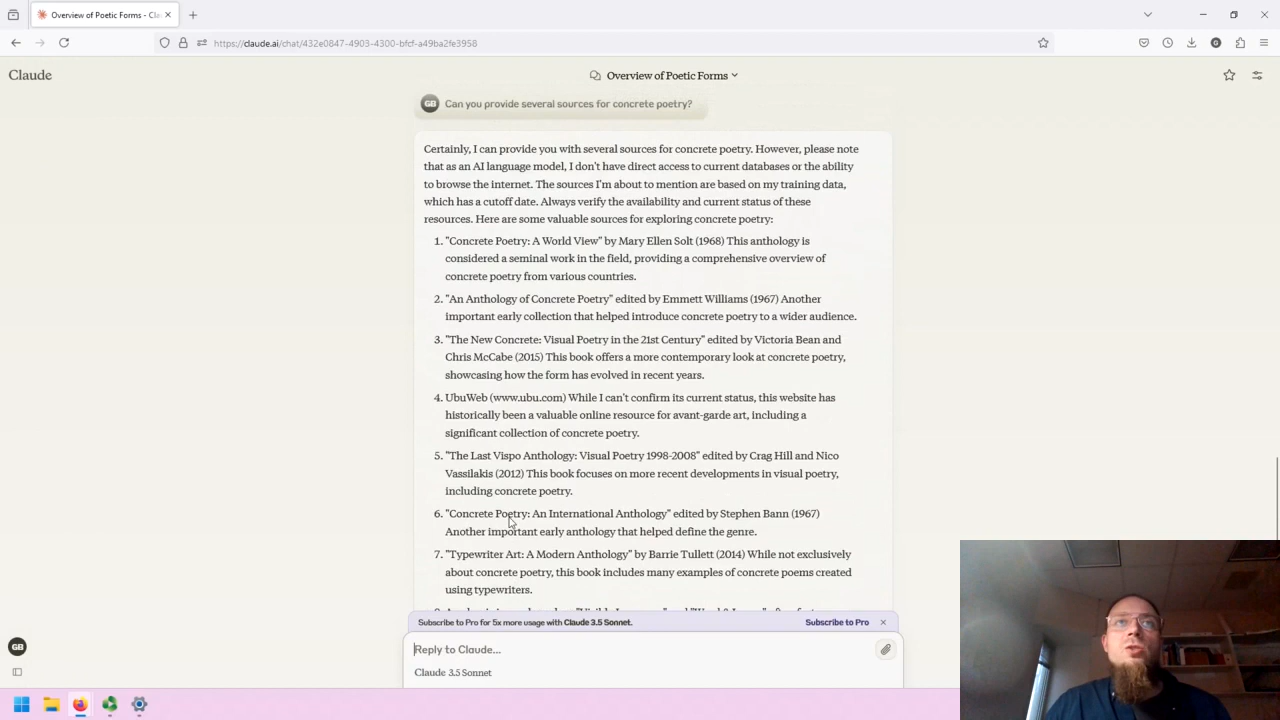 Overview of Poetic Forms - Cla
https://claude.ai/chat/432e0847-4903-4300-bfcf-a49ba2fe3958
Claude
Overview of Poetic Forms
GB Can you provide several sources for concrete poetry?
Certainly, I can provide you with several sources for concrete poetry. However, please note
that as an AI language model, I don't have direct access to current databases or the ability
to browse the internet. The sources I'm about to mention are based on my training data,
which has a cutoff date. Always verify the availability and current status of these
resources. Here are some valuable sources for exploring concrete poetry:
1. "Concrete Poetry: A World View" by Mary Ellen Solt (1968) This anthology is
considered a seminal work in the field, providing a comprehensive overview of
concrete poetry from various countries.
2. "An Anthology of Concrete Poetry" edited by Emmett Williams (1967) Another
important early collection that helped introduce concrete poetry to a wider audience.
3. "The New Concrete: Visual Poetry in the 21st Century" edited by Victoria Bean and
Chris McCabe (2015) This book offers a more contemporary look at concrete poetry,
showcasing how the form has evolved in recent years.
4. UbuWeb (www.ubu.com) While I can't confirm its current status, this website has
historically been a valuable online resource for avant-garde art, including a
significant collection of concrete poetry.
5. "The Last Vispo Anthology: Visual Poetry 1998-2008" edited by Crag Hill and Nico
Vassilakis (2012) This book focuses on more recent developments in visual poetry,
including concrete poetry.
6. "Concrete Poetry: An International Anthology" edited by Stephen Bann (1967)
Another important early anthology that helped define the genre.
7. "Typewriter Art: A Modern Anthology" by Barrie Tullett (2014) While not exclusively
about concrete poetry, this book includes many examples of concrete poems created
using typewriters.
Subscribe to Pro for 5x more usage with Claude 3.5 Sonnet.
Subscribe to Pro
Reply to Claude...
Claude 3.5 Sonnet
GB